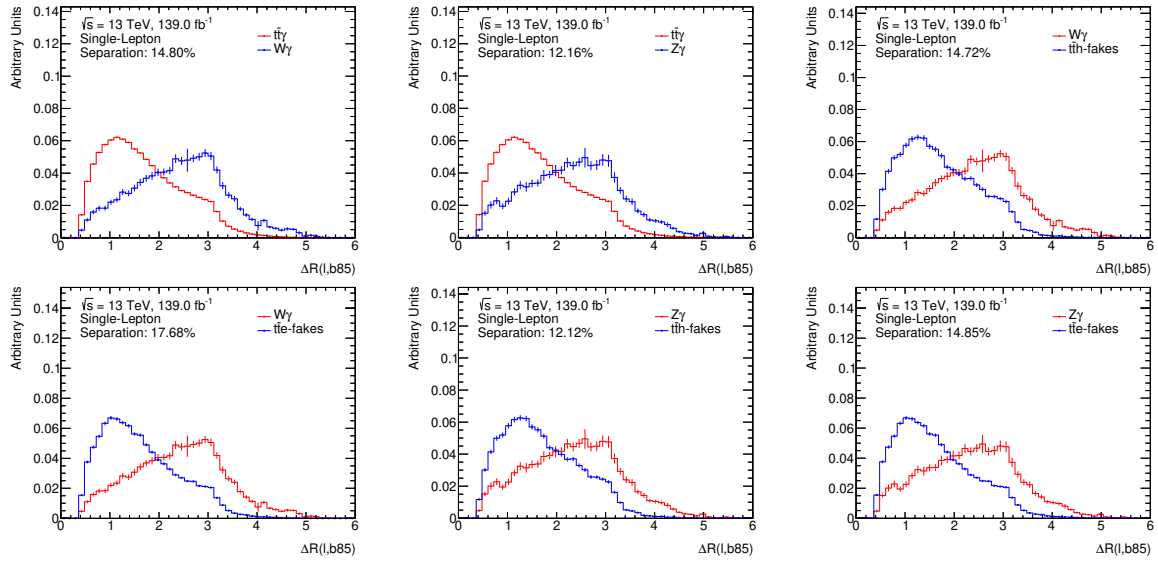 √s = 13 TeV, 139.0 fb⁻¹
Single-Lepton
Separation: 14.80%
tt̄γ
Wγ
Arbitrary Units
0.14
0.12
0.1
0.08
0.06
0.04
0.02
0
0 1 2 3 4 5 6
ΔR(l,b85)
√s = 13 TeV, 139.0 fb⁻¹
Single-Lepton
Separation: 12.16%
tt̄γ
Zγ
Arbitrary Units
0.14
0.12
0.1
0.08
0.06
0.04
0.02
0
0 1 2 3 4 5 6
ΔR(l,b85)
√s = 13 TeV, 139.0 fb⁻¹
Single-Lepton
Separation: 14.72%
Wγ
tt̄h-fakes
Arbitrary Units
0.14
0.12
0.1
0.08
0.06
0.04
0.02
0
0 1 2 3 4 5 6
ΔR(l,b85)
√s = 13 TeV, 139.0 fb⁻¹
Single-Lepton
Separation: 17.68%
Wγ
tt̄e-fakes
Arbitrary Units
0.14
0.12
0.1
0.08
0.06
0.04
0.02
0
0 1 2 3 4 5 6
ΔR(l,b85)
√s = 13 TeV, 139.0 fb⁻¹
Single-Lepton
Separation: 12.12%
Zγ
tt̄h-fakes
Arbitrary Units
0.14
0.12
0.1
0.08
0.06
0.04
0.02
0
0 1 2 3 4 5 6
ΔR(l,b85)
√s = 13 TeV, 139.0 fb⁻¹
Single-Lepton
Separation: 14.85%
Zγ
tt̄e-fakes
Arbitrary Units
0.14
0.12
0.1
0.08
0.06
0.04
0.02
0
0 1 2 3 4 5 6
ΔR(l,b85)